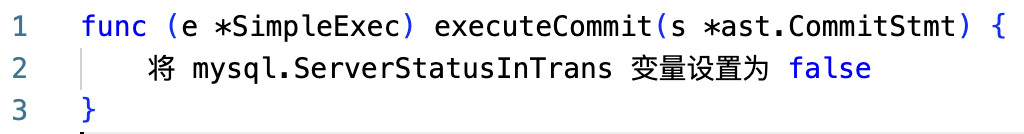 1 func (e *SimpleExec) executeCommit(s *ast.CommitStmt) {
2 将 mysql.ServerStatusInTrans 变量设置为 false
3 }